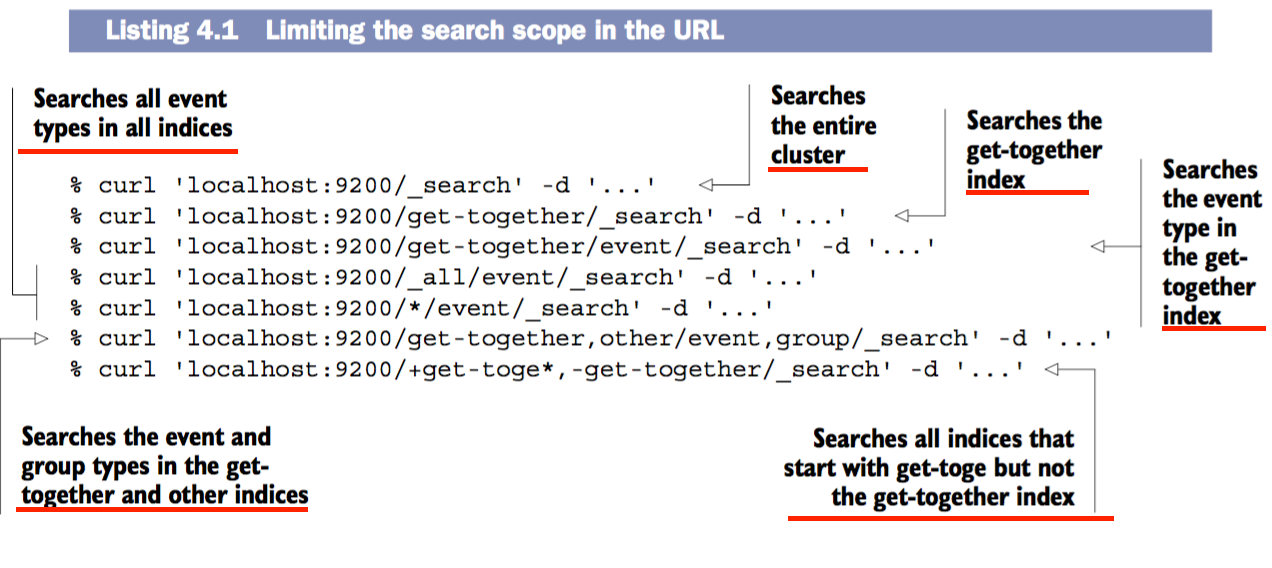 Listing 4.1 Limiting the search scope in the URL
Searches all event
types in all indices
Searches
the entire
cluster
Searches the
get-together
index
Searches
the event
type in
the get-
together
index
% curl 'localhost:9200/_search' -d '...'
% curl 'localhost:9200/get-together/_search' -d '...'
% curl 'localhost:9200/get-together/event/_search' -d '...'
% curl 'localhost:9200/_all/event/_search' -d '...'
% curl 'localhost:9200/*/event/_search' -d '...'
% curl 'localhost:9200/get-together,other/event,group/_search' -d '...'
% curl 'localhost:9200/+get-toge*,-get-together/_search' -d '...'
Searches the event and
group types in the get-
together and other indices
Searches all indices that
start with get-toge but not
the get-together index